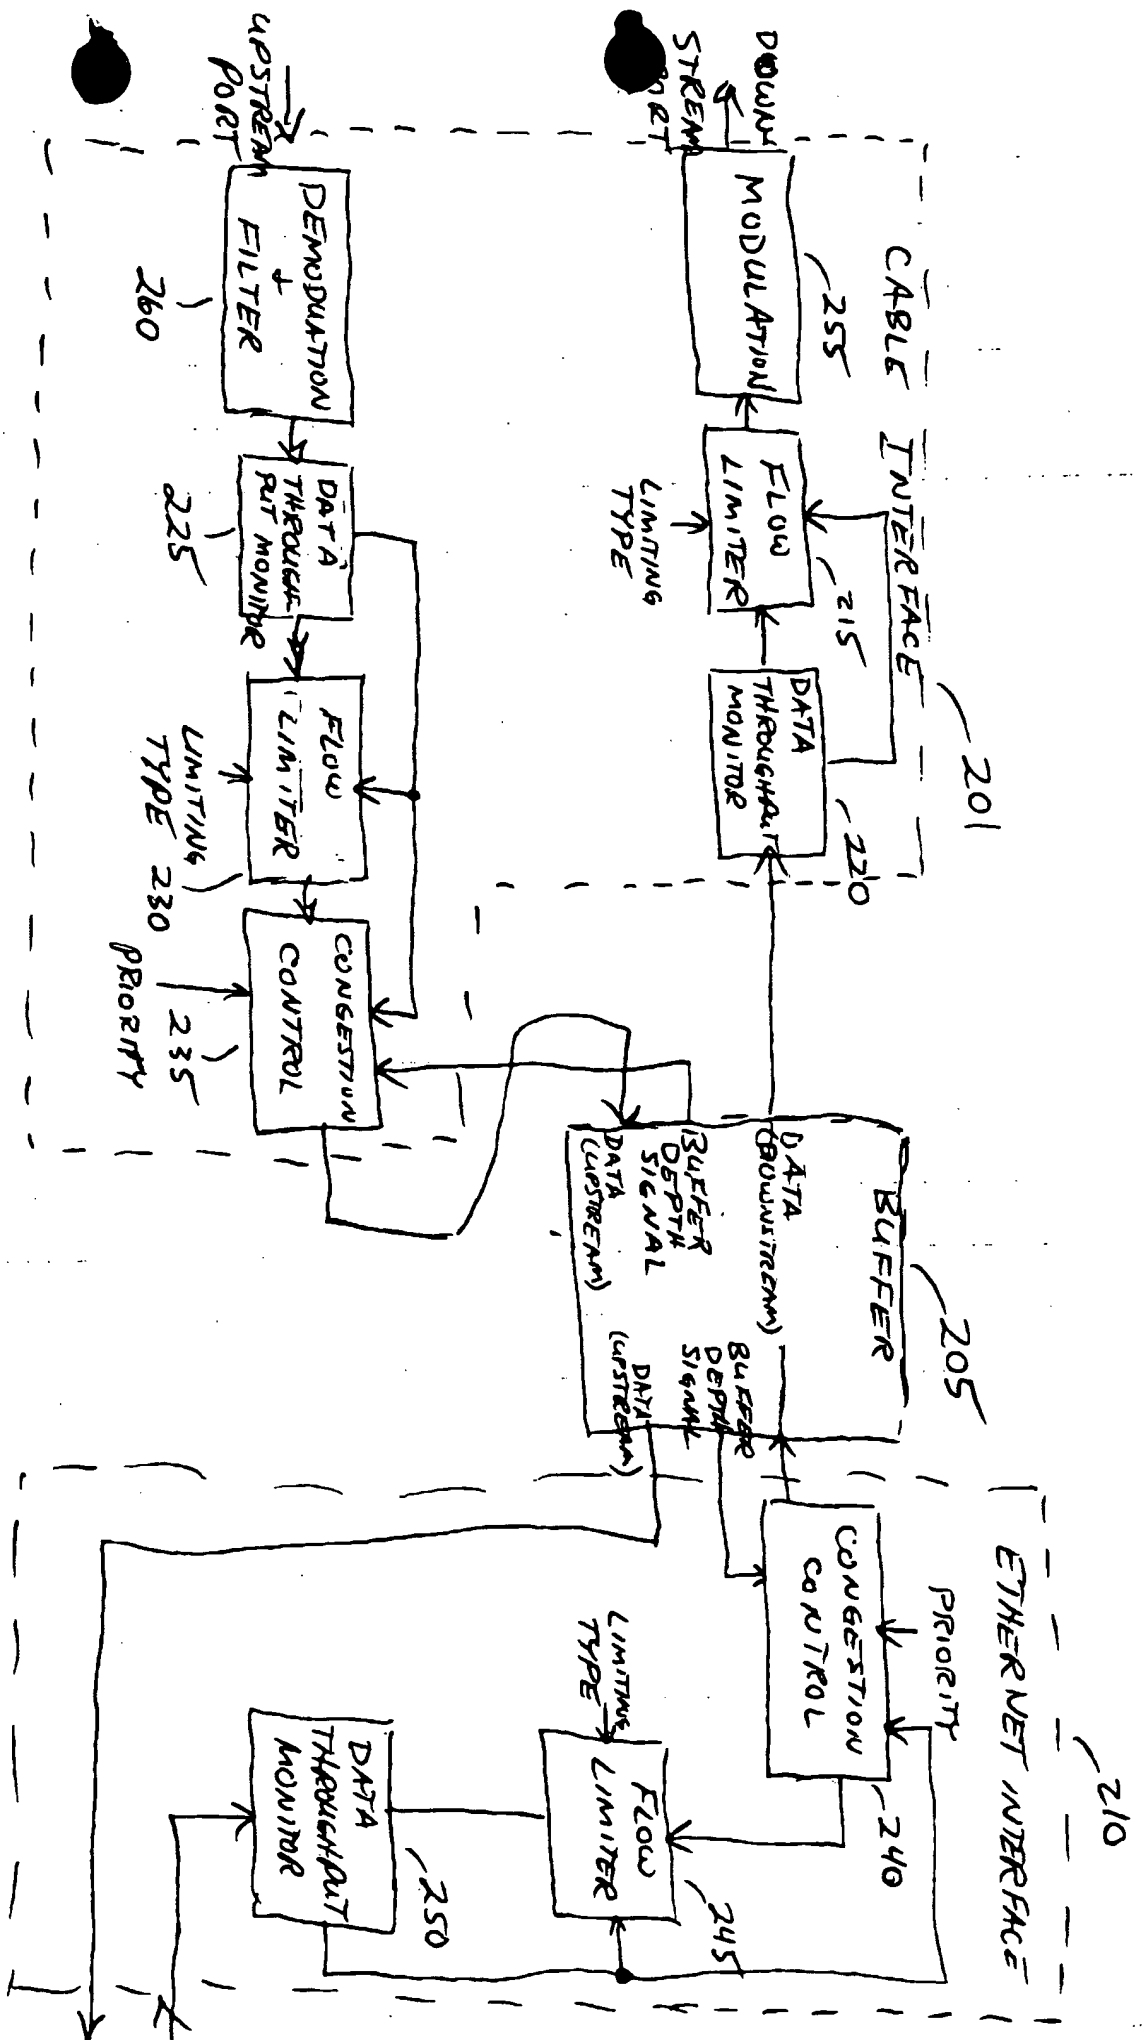 DOWN
STREAM
UPSTREAM
PORT
CABLE INTERFACE
201
MODULATION
255
FLOW
LIMITER
215
LIMITING
TYPE
DATA
THROUGHPUT
MONITOR
220
DEMODUATION
+
FILTER
260
DATA
THROUGH-
PUT MONITOR
225
FLOW
LIMITER
LIMITING
TYPE 230
CONGESTION
CONTROL
235
PRIORITY
BUFFER
205
DATA
(DOWNSTREAM)
BUFFER
DEPTH
SIGNAL
DATA
(UPSTREAM)
BUFFER
DEPTH
SIGNAL
DATA
(UPSTREAM)
ETHERNET INTERFACE
210
PRIORITY
CONGESTION
CONTROL
240
LIMITING
TYPE
FLOW
LIMITER
245
DATA
THROUGHPUT
MONITOR
250